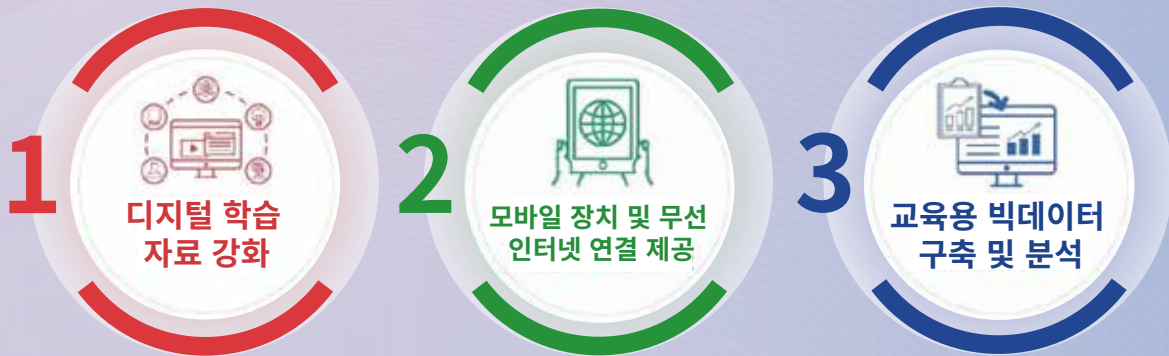 1
디지털 학습
자료 강화
2
모바일 장치 및 무선
인터넷 연결 제공
3
교육용 빅데이터
구축 및 분석